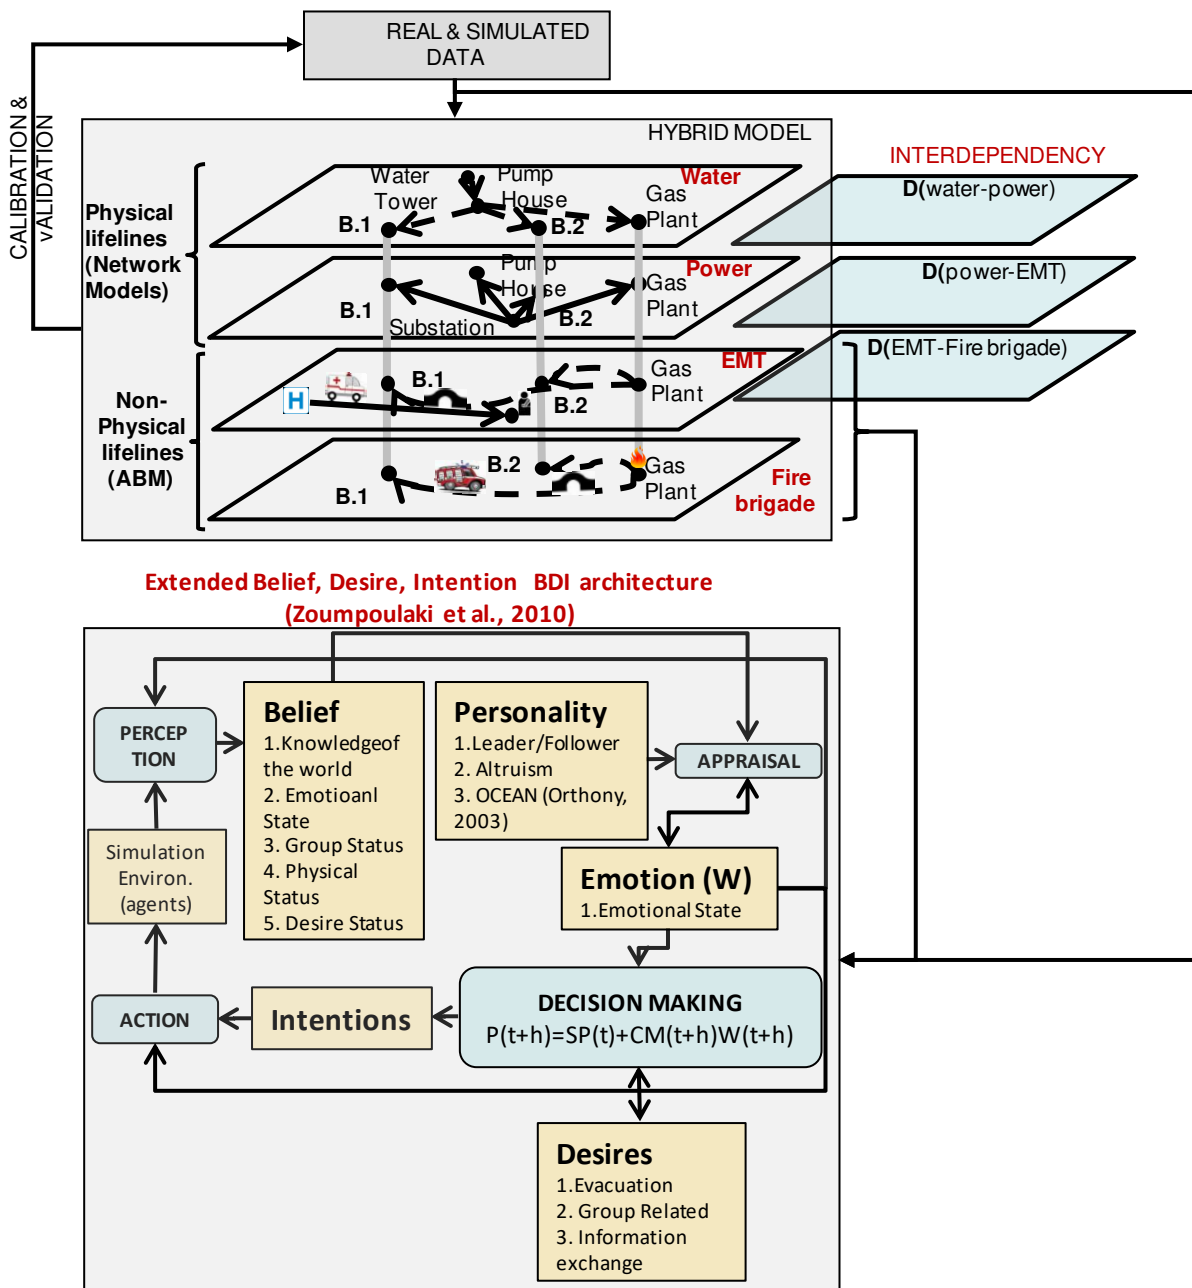 REAL & SIMULATED
DATA
CALIBRATION &
vALIDATION
HYBRID MODEL
INTERDEPENDENCY
Physical
lifelines
(Network
Models)
Water
Tower
Pump
House
Water
Gas
Plant
B.1
B.2
D(water-power)
Pump
House
Power
Gas
Plant
B.1
B.2
Substation
D(power-EMT)
D(EMT-Fire brigade)
Non-
Physical
lifelines
(ABM)
EMT
B.1
Gas
Plant
B.2
H
B.2
Gas
Plant
B.1
Fire
brigade
Extended Belief, Desire, Intention BDI architecture
(Zoumpoulaki et al., 2010)
PERCEP
TION
Belief
1.Knowledgeof
the world
2. Emotioanl
State
3. Group Status
4. Physical
Status
5. Desire Status
Personality
1.Leader/Follower
2. Altruism
3. OCEAN (Orthony,
2003)
APPRAISAL
Simulation
Environ.
(agents)
Emotion (W)
1.Emotional State
ACTION
Intentions
DECISION MAKING
P(t+h)=SP(t)+CM(t+h)W(t+h)
Desires
1.Evacuation
2. Group Related
3. Information
exchange